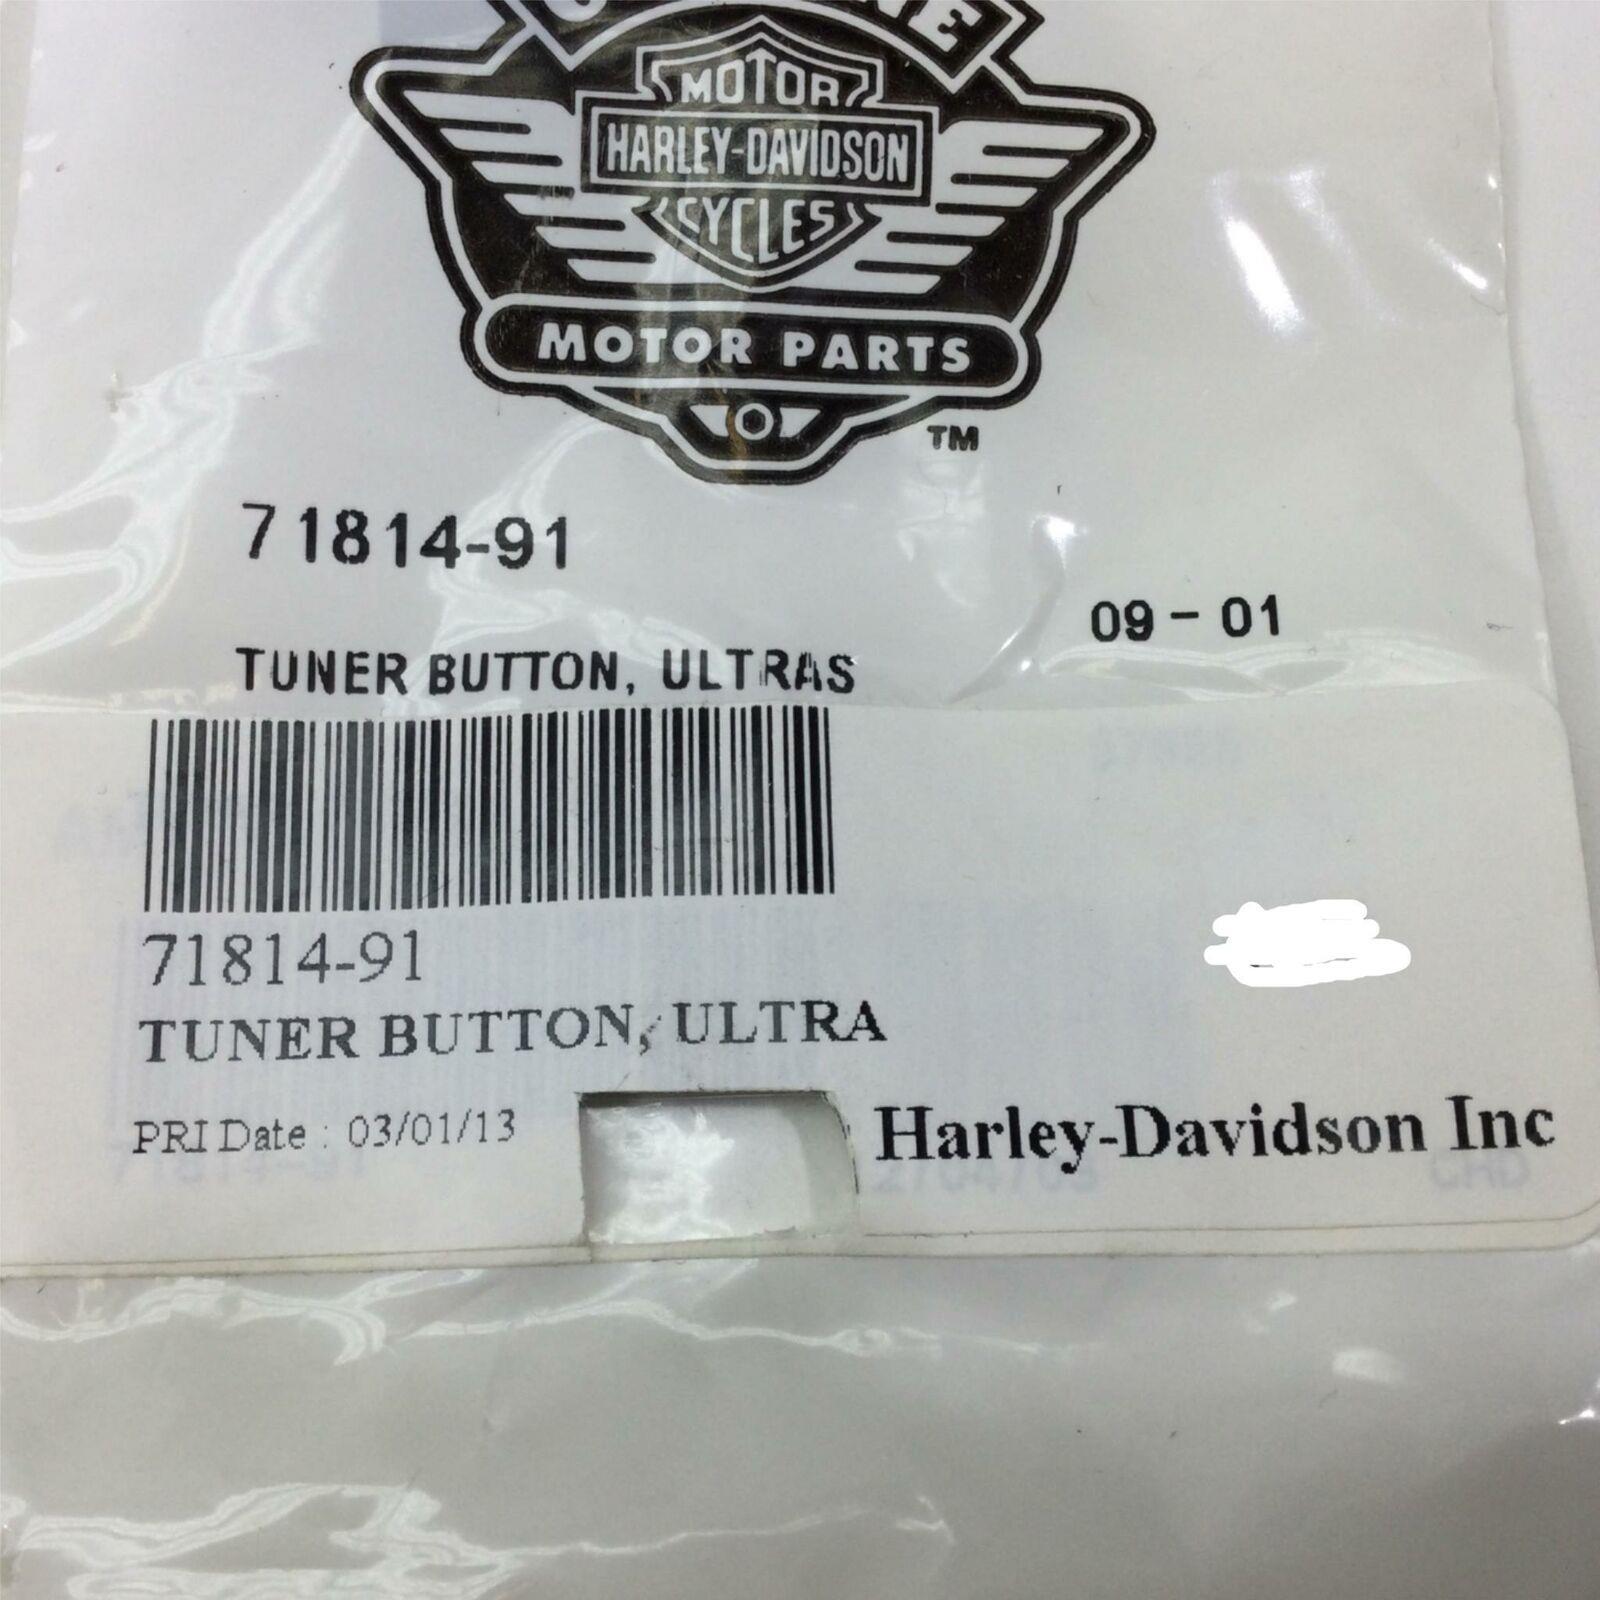 MOTOR
HARLEY-DAVIDSON
CYCLES
MOTOR PARTS
TM
71814-91
09 - 01
TUNER BUTTON, ULTRAS
71814-91
TUNER BUTTON, ULTRA
PRI Date : 03/01/13
Harley-Davidson Inc